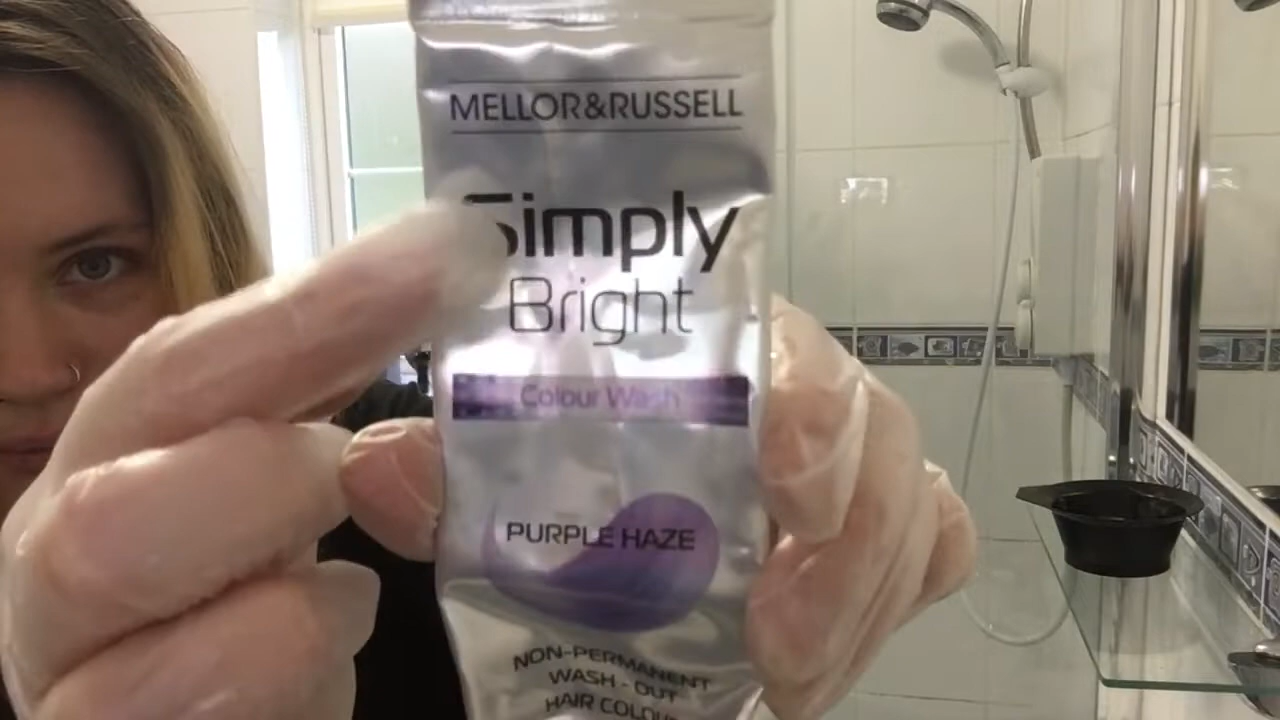 MELLOR&RUSSELL
Simply
Bright
Colour Wash
PURPLE HAZE
NON-PERMANENT
WASH-OUT
HAIR COLOUR